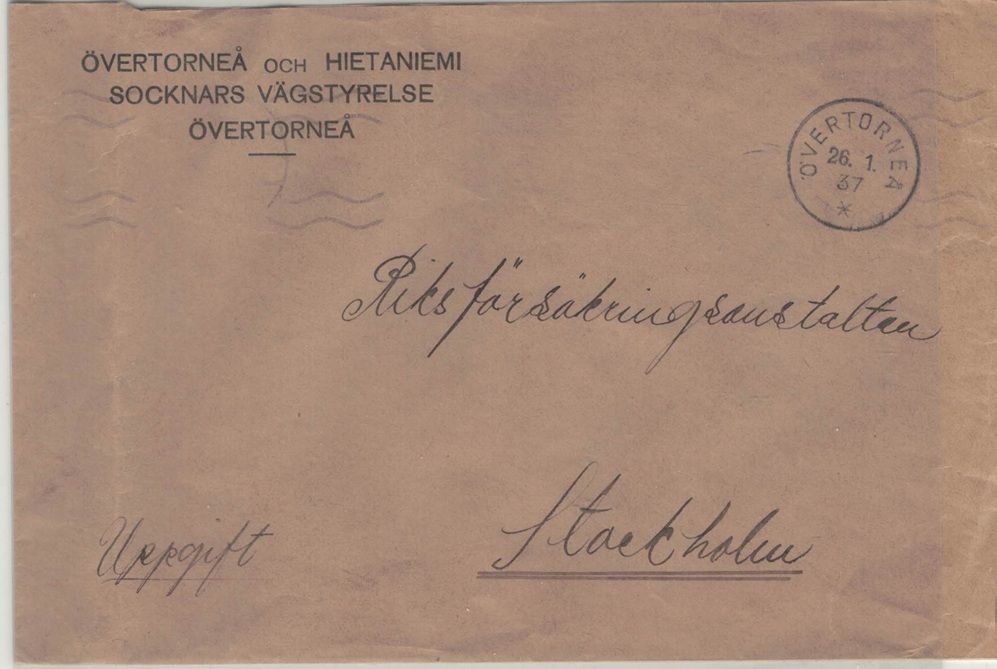 ÖVERTORNEÅ OCH HIETANIEMI
SOCKNARS VÄGSTYRELSE
ÖVERTORNEÅ
ÖVERTORNEÅ
26. 1.
37
*
Riksförsäkringsanstalten
Stockholm
Uppgift